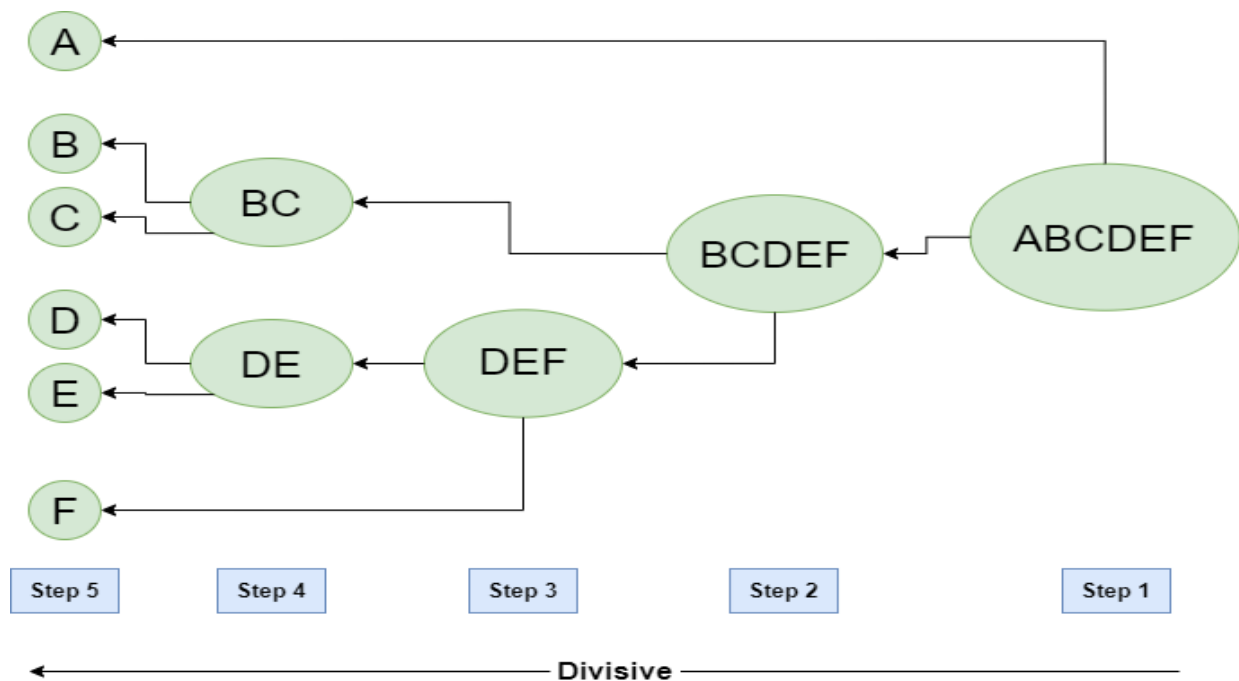 A
B
BC
C
BCDEF
ABCDEF
D
DE
DEF
E
F
Step 5
Step 4
Step 3
Step 2
Step 1
Divisive